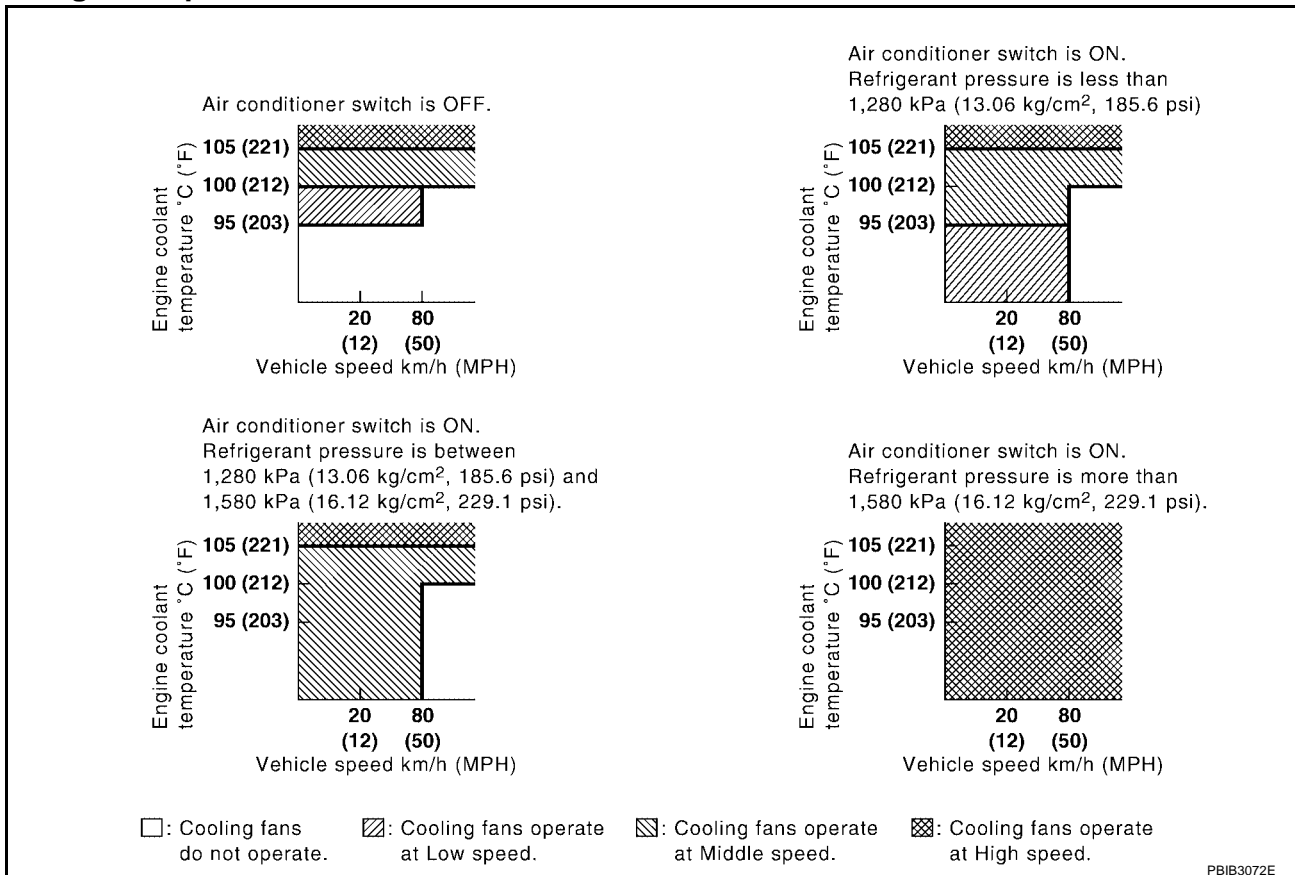 Air conditioner switch is OFF.
Engine coolant
temperature °C (°F)
105 (221)
100 (212)
95 (203)
20
80
(12)
(50)
Vehicle speed km/h (MPH)
Air conditioner switch is ON.
Refrigerant pressure is less than
1,280 kPa (13.06 kg/cm², 185.6 psi)
Engine coolant
temperature °C (°F)
105 (221)
100 (212)
95 (203)
20
80
(12)
(50)
Vehicle speed km/h (MPH)
Air conditioner switch is ON.
Refrigerant pressure is between
1,280 kPa (13.06 kg/cm², 185.6 psi) and
1,580 kPa (16.12 kg/cm², 229.1 psi).
Engine coolant
temperature °C (°F)
105 (221)
100 (212)
95 (203)
20
80
(12)
(50)
Vehicle speed km/h (MPH)
Air conditioner switch is ON.
Refrigerant pressure is more than
1,580 kPa (16.12 kg/cm², 229.1 psi).
Engine coolant
temperature °C (°F)
105 (221)
100 (212)
95 (203)
20
80
(12)
(50)
Vehicle speed km/h (MPH)
: Cooling fans
do not operate.
: Cooling fans operate
at Low speed.
: Cooling fans operate
at Middle speed.
: Cooling fans operate
at High speed.
PBIB3072E